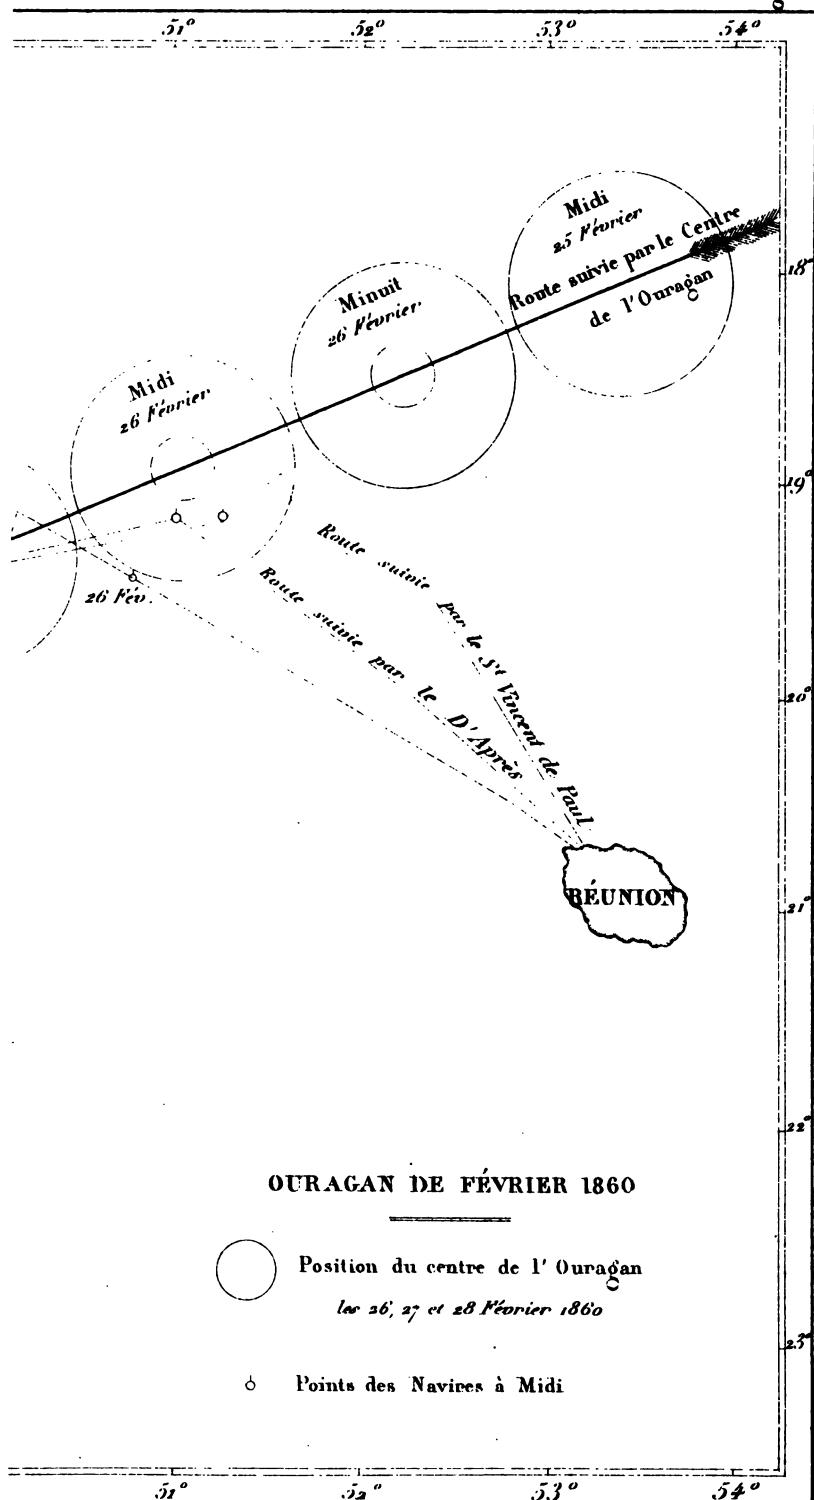 51° 52° 53° 54°
Midi
25 Février
Route suivie par le Centre
de l'Ouragan
18°
Minuit
26 Février
Midi
26 Février
19°
26 Fév.
Route suivie par le St Vincent de Paul
Route suivie par le D'Après
20°
RÉUNION
21°
22°
OURAGAN DE FÉVRIER 1860
Position du centre de l'Ouragan
les 26, 27 et 28 Février 1860
23°
Points des Navires à Midi
51° 52° 53° 54°